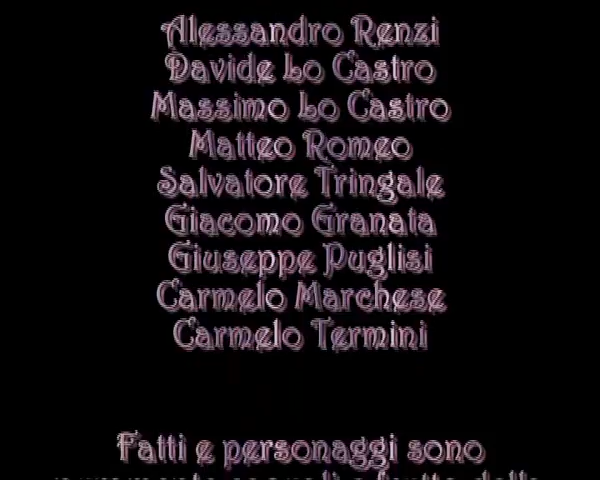 Alessandro Renzi
Davide Lo Castro
Massimo Lo Castro
Matteo Romeo
Salvatore Tringale
Giacomo Granata
Giuseppe Puglisi
Carmelo Marchese
Carmelo Termini
Fatti e personaggi sono